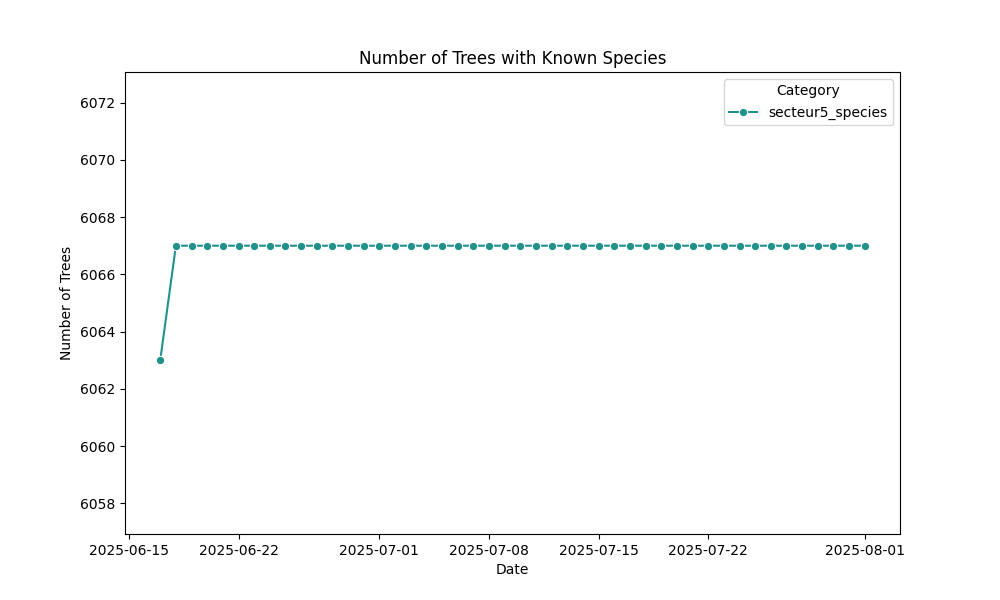 Number of Trees with Known Species
Category
secteur5_species
Number of Trees
6072
6070
6068
6066
6064
6062
6060
6058
2025-06-15 2025-06-22 2025-07-01 2025-07-08 2025-07-15 2025-07-22 2025-08-01
Date